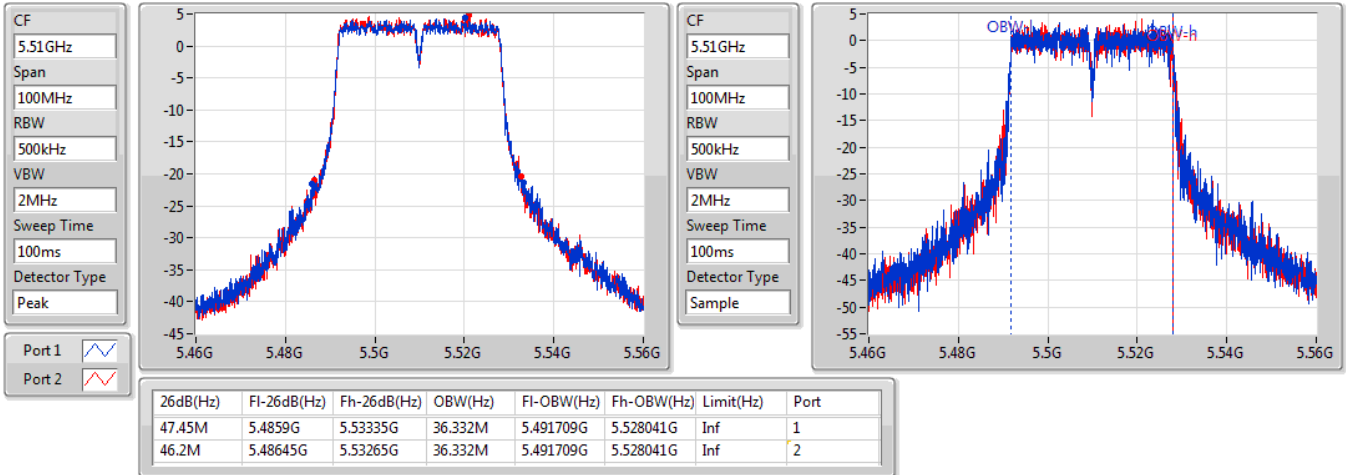 CF
5.51GHz
Span
100MHz
RBW
500kHz
VBW
2MHz
Sweep Time
100ms
Detector Type
Peak
Port 1
Port 2
5-
0-
-5-
-10-
-15-
-20-
-25-
-30-
-35-
-40-
-45-
5.46G 5.48G 5.5G 5.52G 5.54G 5.56G
CF
5.51GHz
Span
100MHz
RBW
500kHz
VBW
2MHz
Sweep Time
100ms
Detector Type
Sample
5-
0-
-5-
-10-
-15-
-20-
-25-
-30-
-35-
-40-
-45-
-50-
-55-
OBW-l
OBW-h
5.46G 5.48G 5.5G 5.52G 5.54G 5.56G
26dB(Hz) Fl-26dB(Hz) Fh-26dB(Hz) OBW(Hz) Fl-OBW(Hz) Fh-OBW(Hz) Limit(Hz) Port
47.45M 5.4859G 5.53335G 36.332M 5.491709G 5.528041G Inf 1
46.2M 5.48645G 5.53265G 36.332M 5.491709G 5.528041G Inf 2